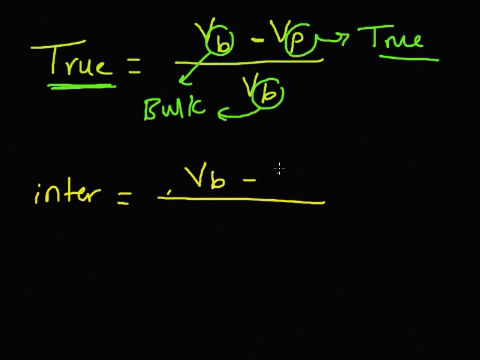 True = Vb - Vp → True
Vb
Bulk
inter = Vb -